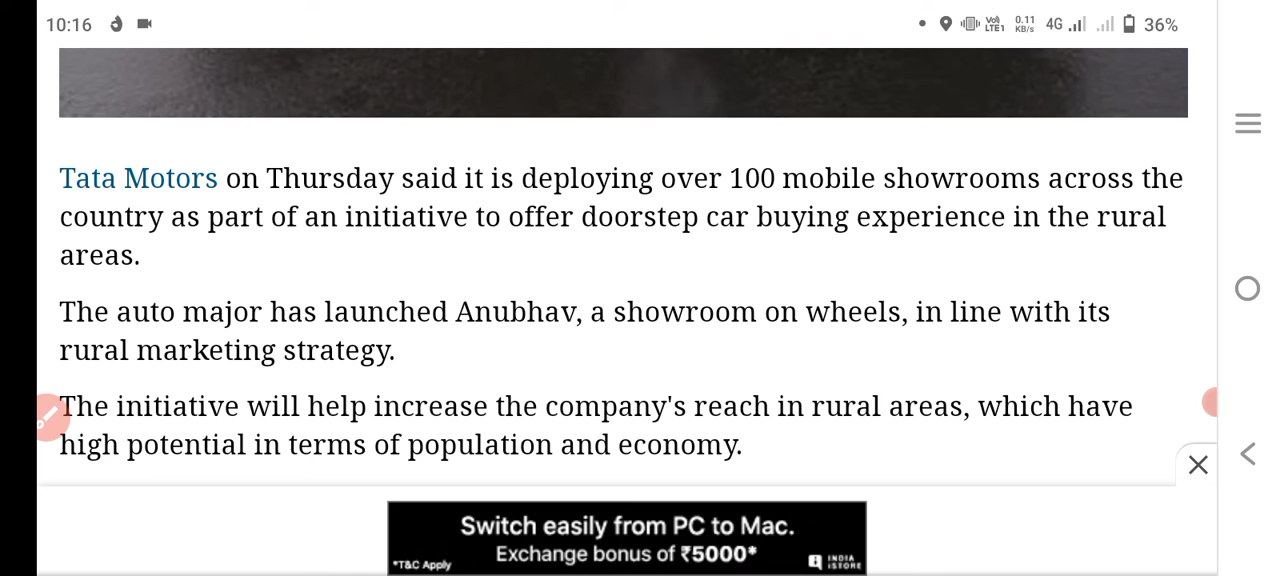 10:16
Vo) LTE1 0.11 KB/s 4G 36%
Tata Motors on Thursday said it is deploying over 100 mobile showrooms across the
country as part of an initiative to offer doorstep car buying experience in the rural
areas.
The auto major has launched Anubhav, a showroom on wheels, in line with its
rural marketing strategy.
The initiative will help increase the company's reach in rural areas, which have
high potential in terms of population and economy.
Switch easily from PC to Mac.
Exchange bonus of ₹5000*
*T&C Apply
INDIA
iSTORE